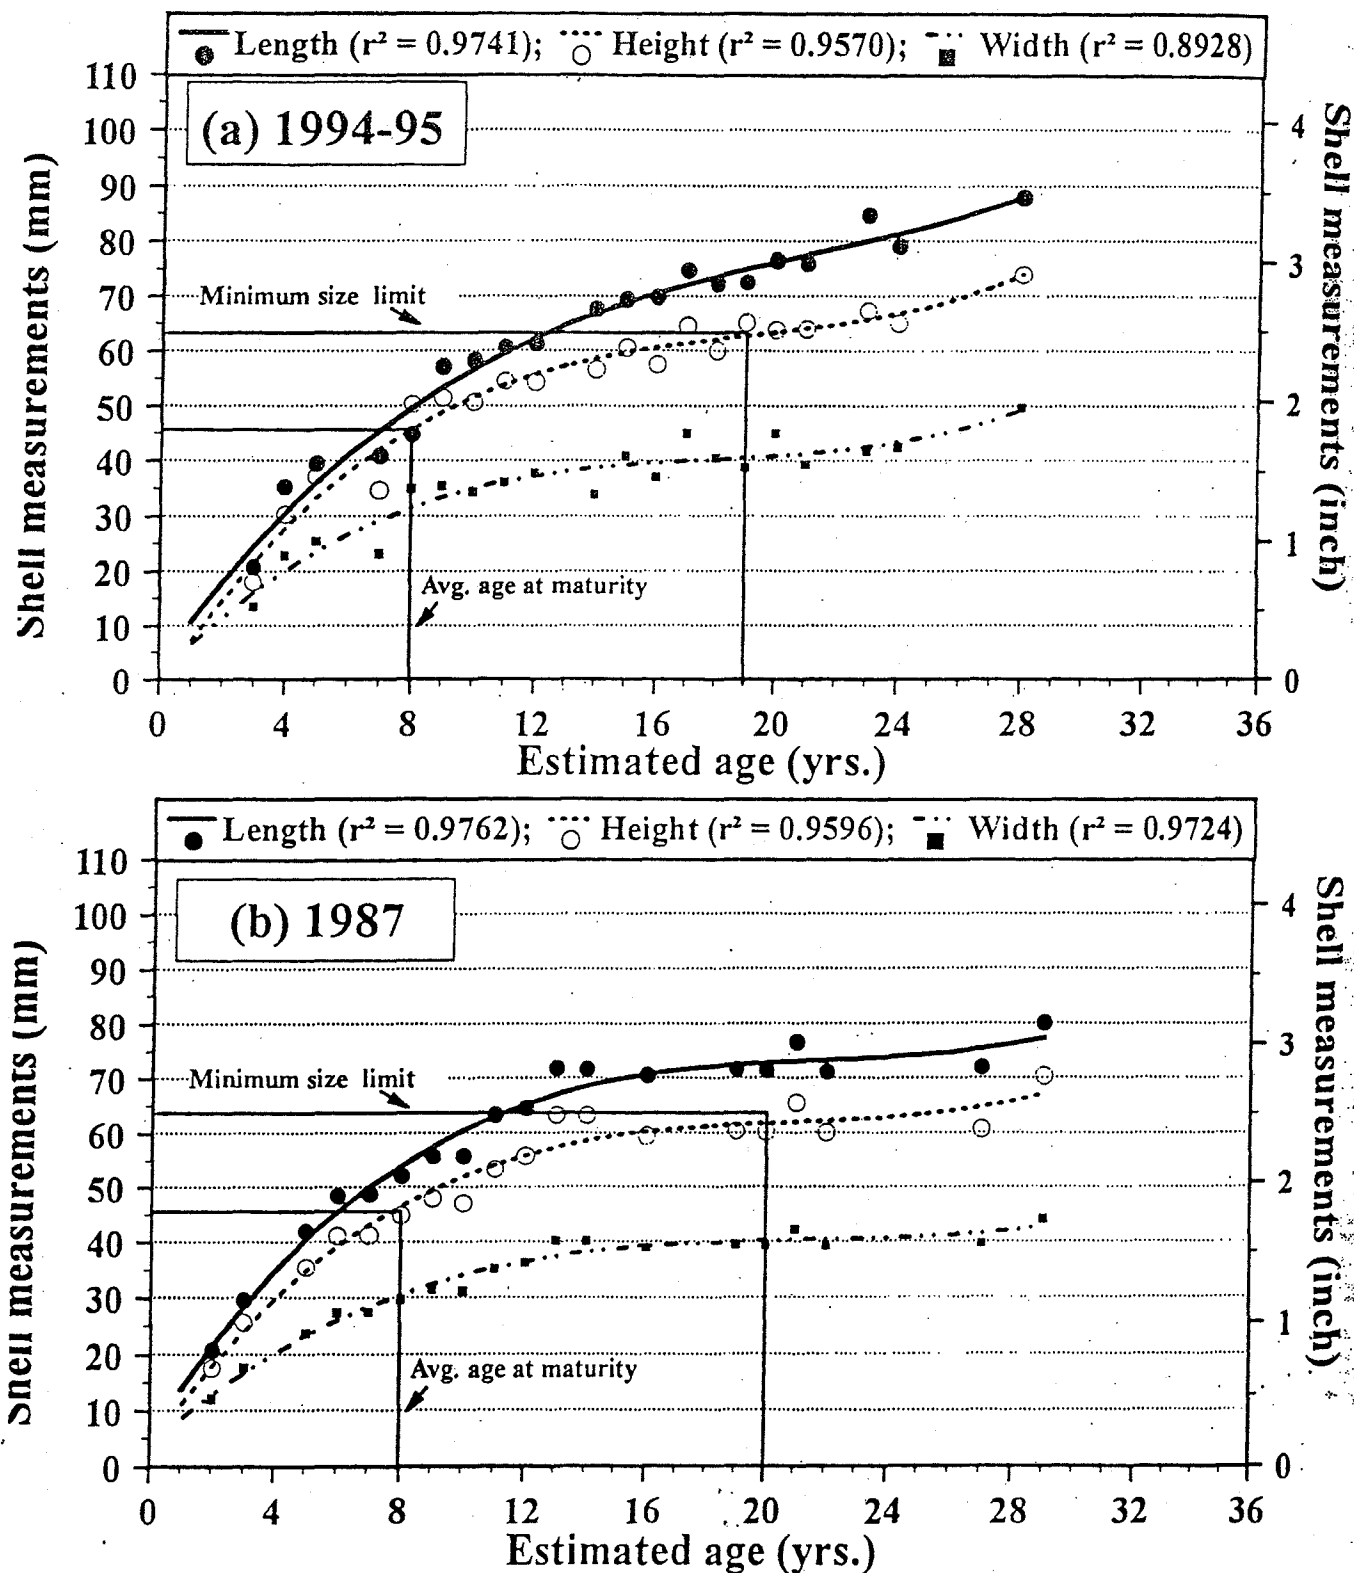 Length (r² = 0.9741); Height (r² = 0.9570); Width (r² = 0.8928)
(a) 1994-95
110
100
90
80
70
60
50
40
30
20
10
0
Shell measurements (mm)
4
3
2
1
0
Shell measurements (inch)
Minimum size limit
Avg. age at maturity
0 4 8 12 16 20 24 28 32 36
Estimated age (yrs.)
Length (r² = 0.9762); Height (r² = 0.9596); Width (r² = 0.9724)
(b) 1987
110
100
90
80
70
60
50
40
30
20
10
0
Shell measurements (mm)
4
3
2
1
0
Shell measurements (inch)
Minimum size limit
Avg. age at maturity
0 4 8 12 16 20 24 28 32 36
Estimated age (yrs.)